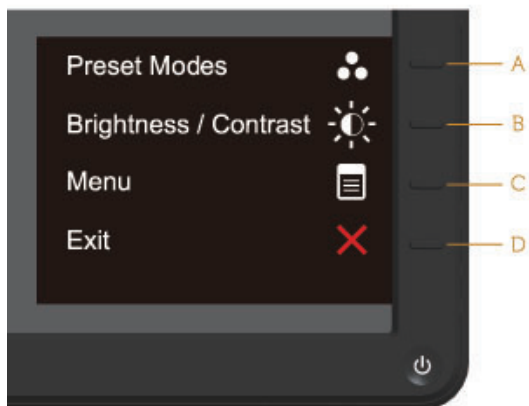 Preset Modes
A
Brightness / Contrast
B
Menu
C
Exit
D